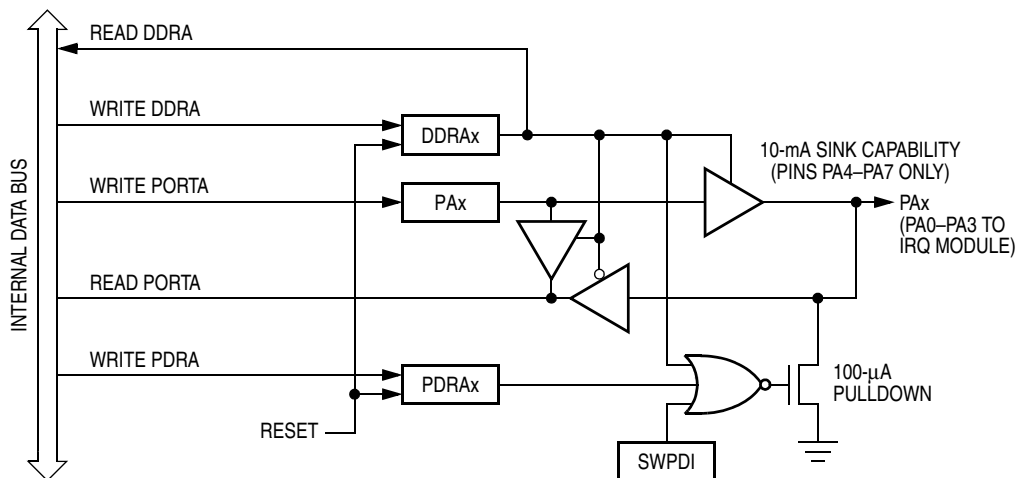 READ DDRA
WRITE DDRA
DDRAx
10-mA SINK CAPABILITY
(PINS PA4–PA7 ONLY)
WRITE PORTA
PAx
PAx
(PA0–PA3 TO
IRQ MODULE)
INTERNAL DATA BUS
READ PORTA
WRITE PDRA
PDRAx
100-μA
PULLDOWN
RESET
SWPDI